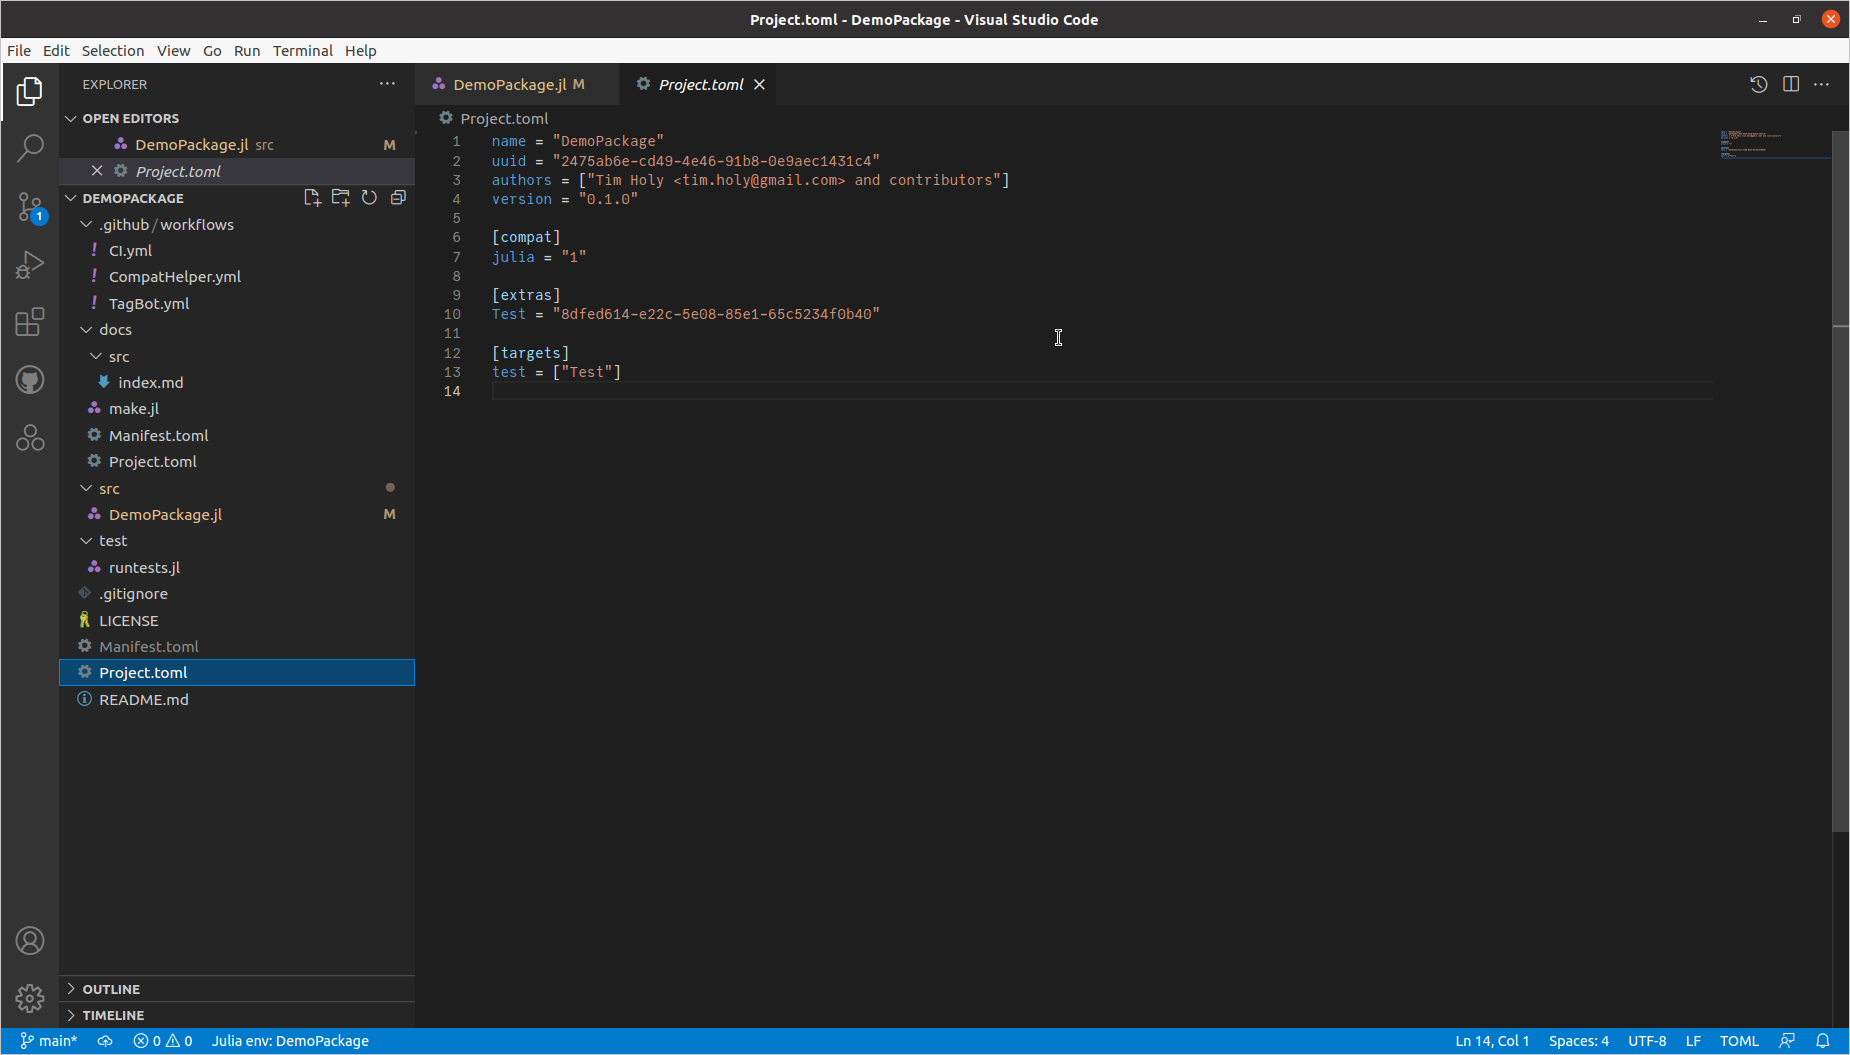 Project.toml - DemoPackage - Visual Studio Code
File Edit Selection View Go Run Terminal Help
EXPLORER
OPEN EDITORS
DemoPackage.jl src M
Project.toml
DEMOPACKAGE
.github/workflows
CI.yml
CompatHelper.yml
TagBot.yml
docs
src
index.md
make.jl
Manifest.toml
Project.toml
src
DemoPackage.jl M
test
runtests.jl
.gitignore
LICENSE
Manifest.toml
Project.toml
README.md
OUTLINE
TIMELINE
DemoPackage.jl M Project.toml
Project.toml
1 name = "DemoPackage"
2 uuid = "2475ab6e-cd49-4e46-91b8-0e9aec1431c4"
3 authors = ["Tim Holy <tim.holy@gmail.com> and contributors"]
4 version = "0.1.0"
5
6 [compat]
7 julia = "1"
8
9 [extras]
10 Test = "8dfed614-e22c-5e08-85e1-65c5234f0b40"
11
12 [targets]
13 test = ["Test"]
14
1
main* 0 0 Julia env: DemoPackage Ln 14, Col 1 Spaces: 4 UTF-8 LF TOML